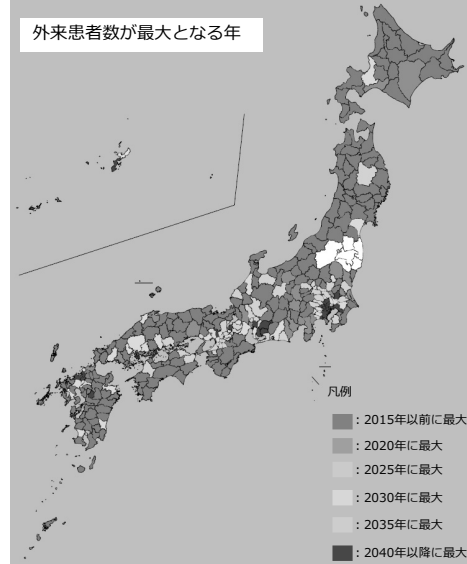 外来患者数が最大となる年
凡例
：2015年以前に最大
：2020年に最大
：2025年に最大
：2030年に最大
：2035年に最大
：2040年以降に最大